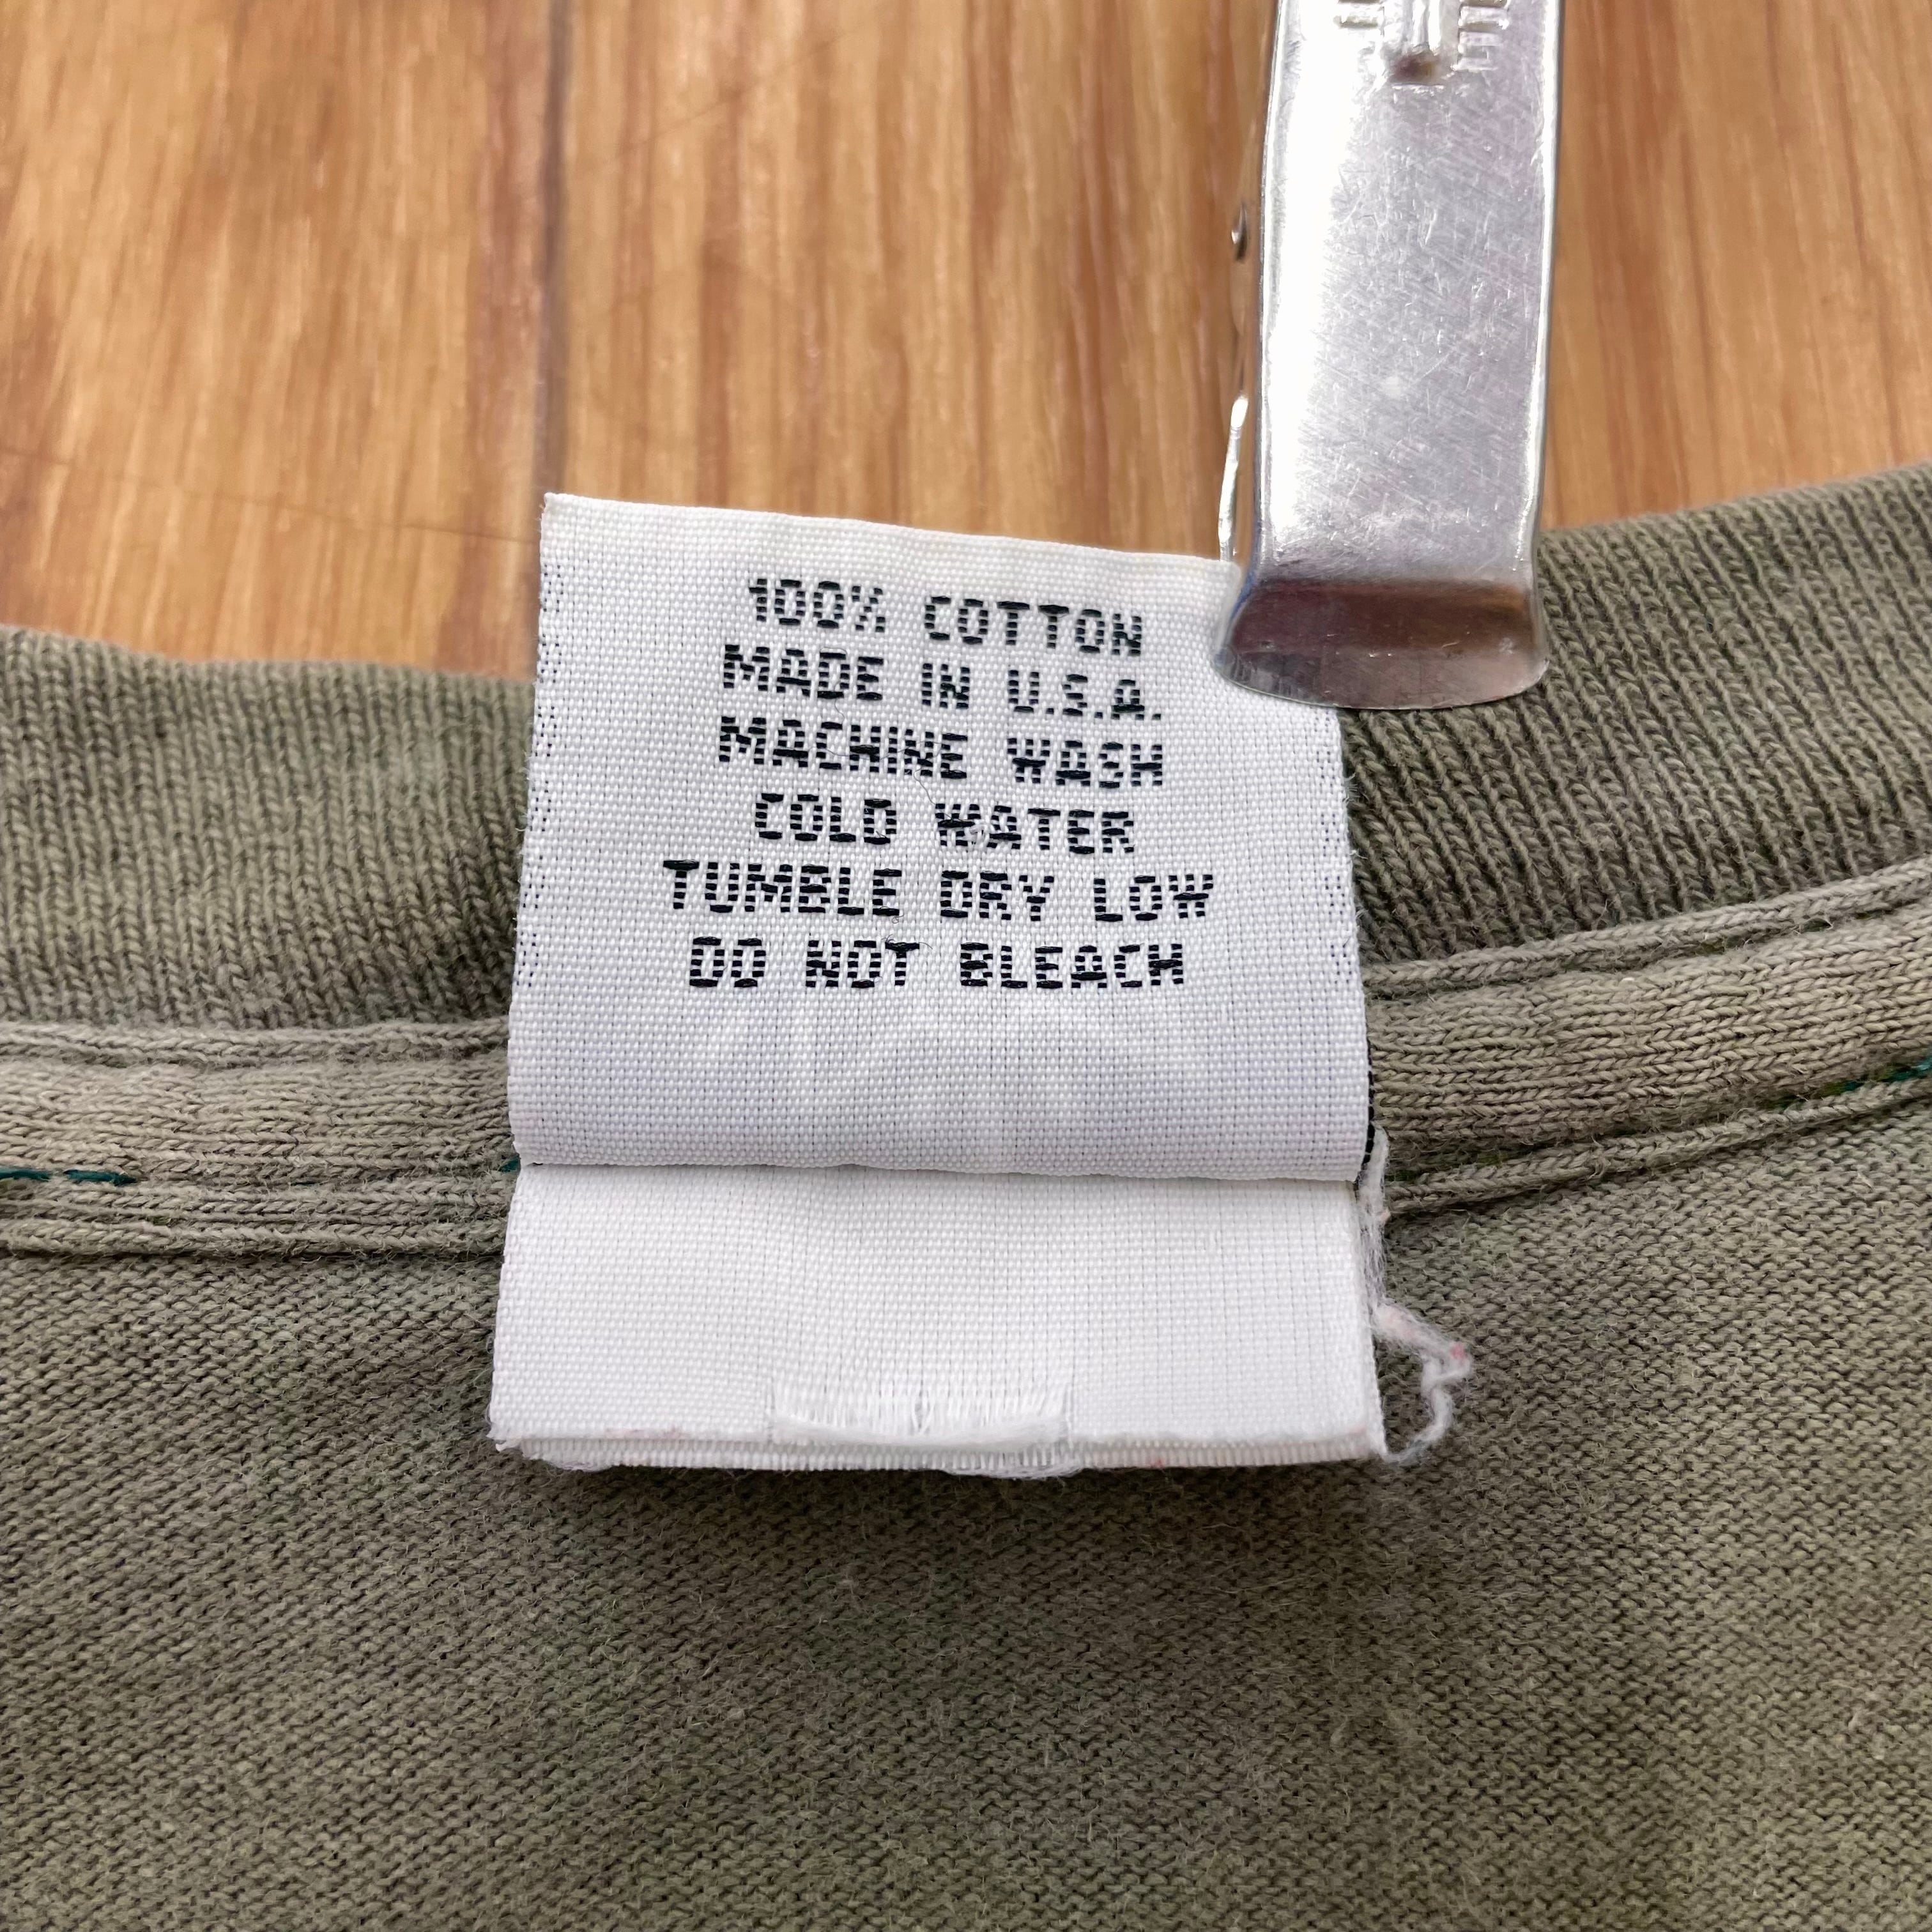 100% COTTON
MADE IN U.S.A.
MACHINE WASH
COLD WATER
TUMBLE DRY LOW
DO NOT BLEACH